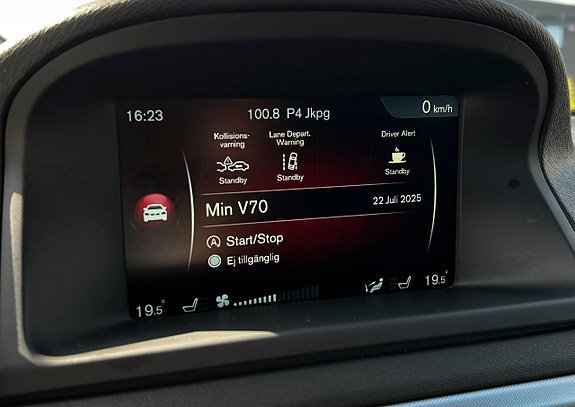 16:23 100.8 P4 Jkpg 0 km/h
Kollisions-
varning
Standby
Lane Depart.
Warning
Standby
Driver Alert
Standby
Min V70 22 Juli 2025
A Start/Stop
Ej tillgänglig
19.5° 19.5°